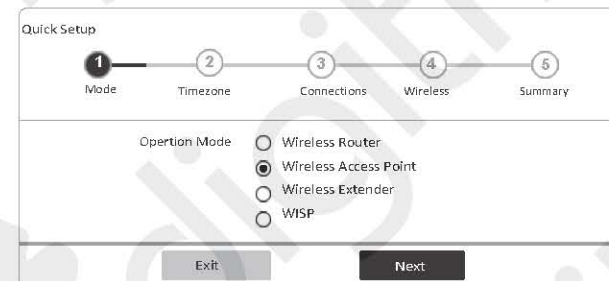 Quick Setup
1 2 3 4 5
Mode Timezone Connections Wireless Summary
Opertion Mode Wireless Router
Wireless Access Point
Wireless Extender
WISP
Exit Next